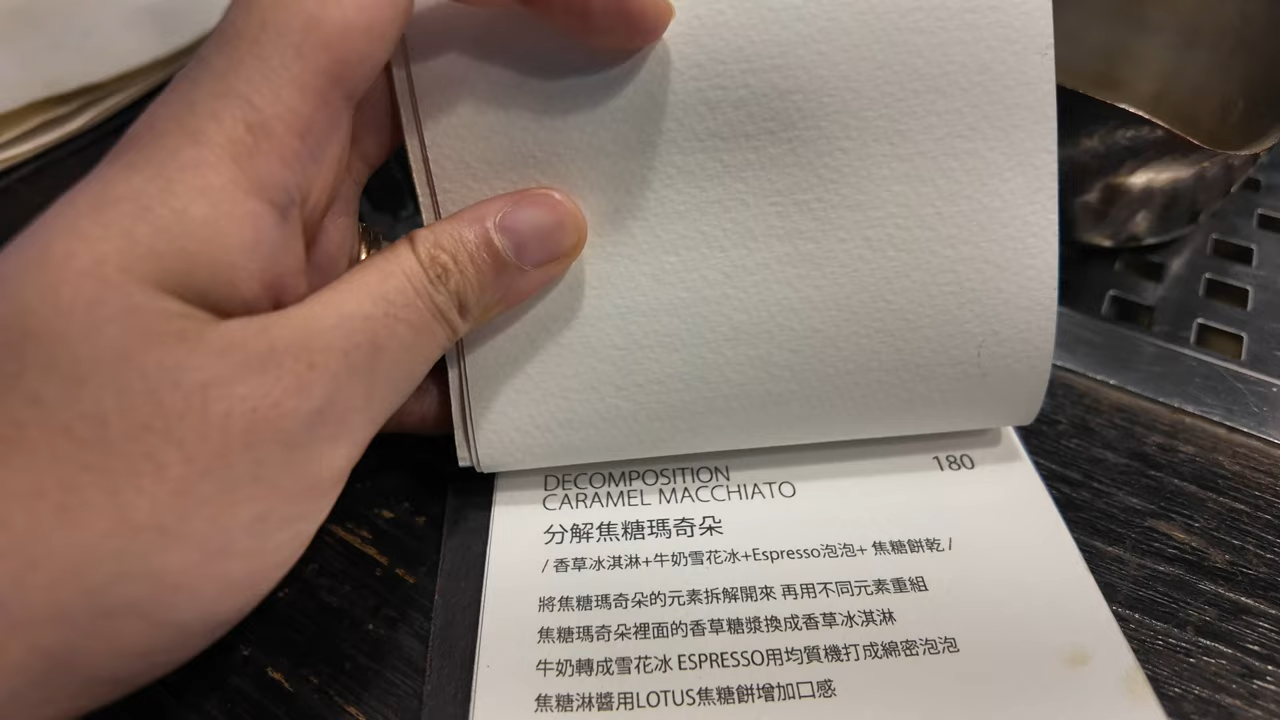 DECOMPOSITION
CARAMEL MACCHIATO 180
分解焦糖瑪奇朵
/ 香草冰淇淋+牛奶雪花冰+Espresso泡泡+ 焦糖餅乾 /
將焦糖瑪奇朵的元素拆解開來 再用不同元素重組
焦糖瑪奇朵裡面的香草糖漿換成香草冰淇淋
牛奶轉成雪花冰 ESPRESSO用均質機打成綿密泡泡
焦糖淋醬用LOTUS焦糖餅增加口感